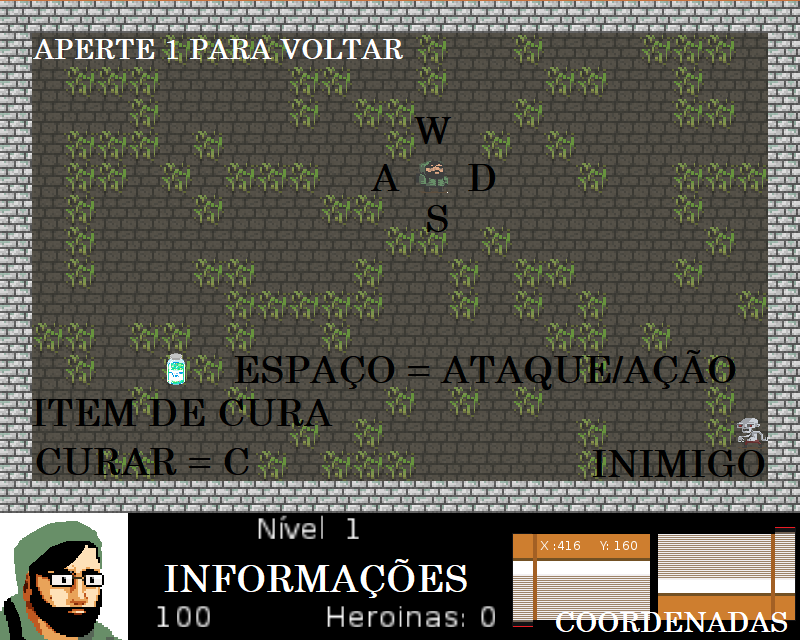 APERTE 1 PARA VOLTAR
W
A D
S
ESPAÇO = ATAQUE/AÇÃO
ITEM DE CURA
CURAR = C
INIMIGO
Nível 1
X :416 Y: 160
INFORMAÇÕES
100 Heroinas: 0
COORDENADAS